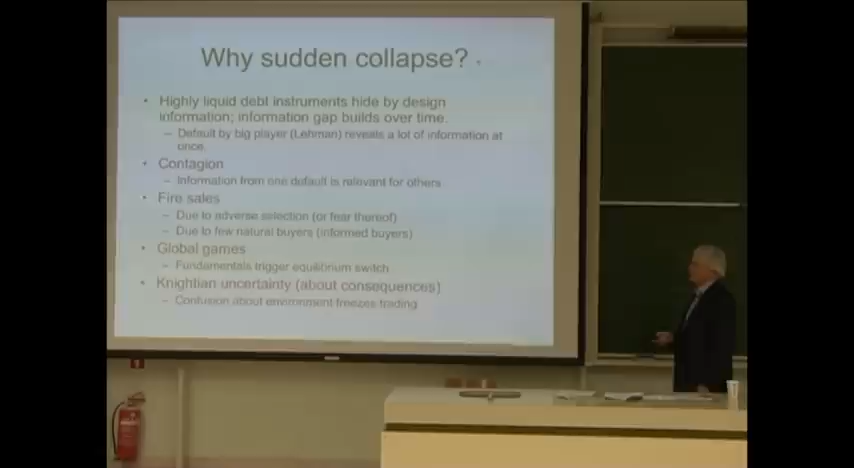 Why sudden collapse?
• Highly liquid debt instruments hide by design
information; information gap builds over time.
– Default by big player (Lehman) reveals a lot of information at
once.
• Contagion
– Information from one default is relevant for others
• Fire sales
– Due to adverse selection (or fear thereof)
– Due to few natural buyers (informed buyers)
• Global games
– Fundamentals trigger equilibrium switch
• Knightian uncertainty (about consequences)
– Confusion about environment freezes trading